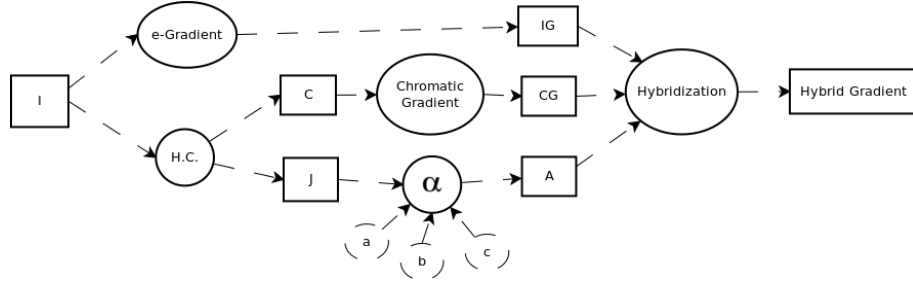 e-Gradient
IG
I
C
Chromatic
Gradient
CG
Hybridization
Hybrid Gradient
H.C.
J
α
A
a
b
c